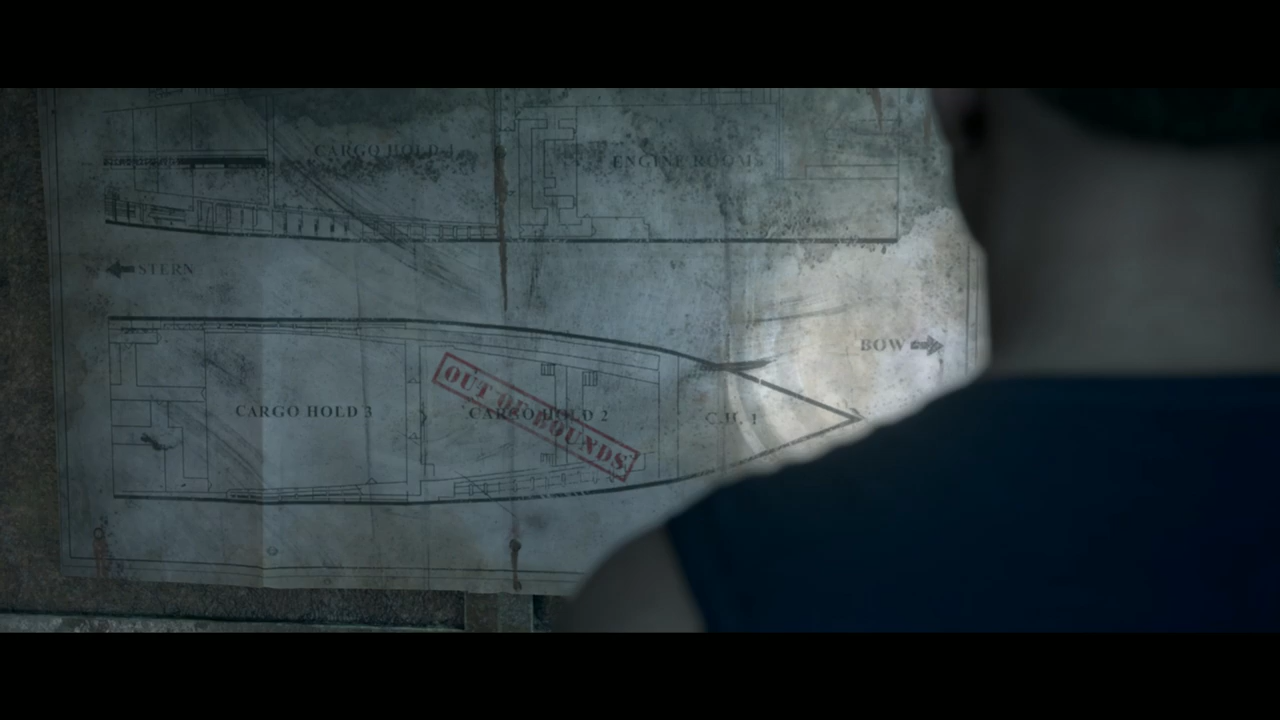 CARGO HOLD 1
ENGINE ROOM
STERN
BOW
CARGO HOLD 3
CARGO HOLD 2
OUT OF BOUNDS
C.H. 1